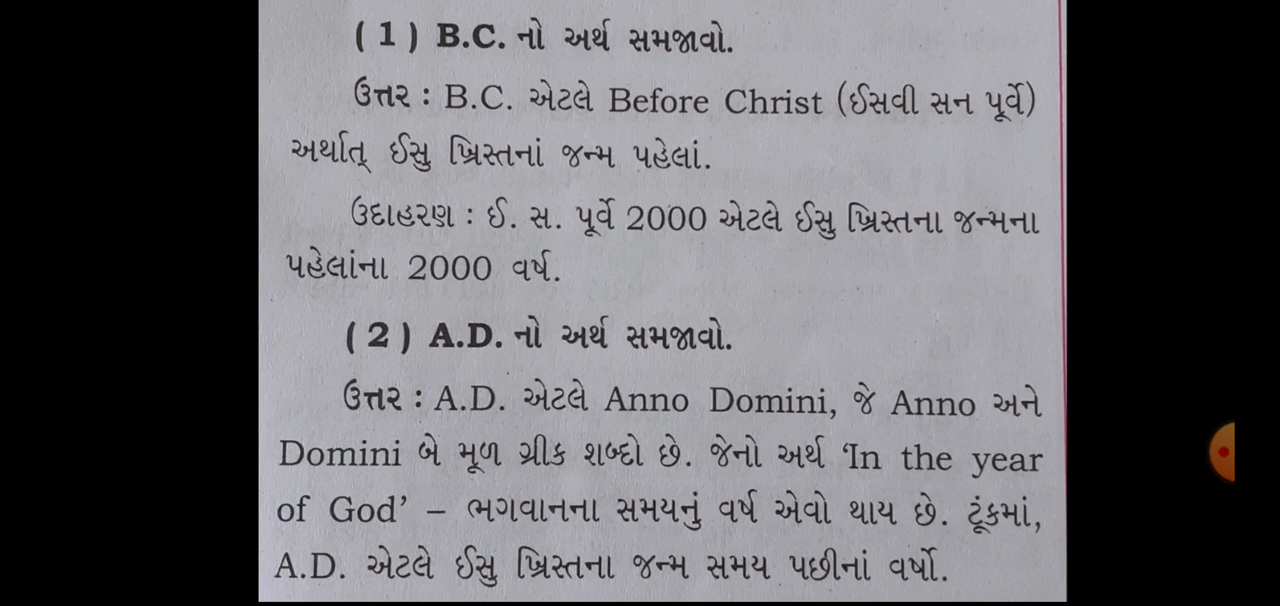 ( 1 ) B.C. નો અર્થ સમજાવો.
ઉત્તર : B.C. એટલે Before Christ (ઈસવી સન પૂર્વે)
અર્થાત્ ઈસુ ખ્રિસ્તનાં જન્મ પહેલાં.
ઉદાહરણ : ઈ. સ. પૂર્વે 2000 એટલે ઈસુ ખ્રિસ્તના જન્મના
પહેલાંના 2000 વર્ષ.
( 2 ) A.D. નો અર્થ સમજાવો.
ઉત્તર : A.D. એટલે Anno Domini, જે Anno અને
Domini બે મૂળ ગ્રીક શબ્દો છે. જેનો અર્થ ‘In the year
of God’ – ભગવાનના સમયનું વર્ષ એવો થાય છે. ટૂંકમાં,
A.D. એટલે ઈસુ ખ્રિસ્તના જન્મ સમય પછીનાં વર્ષો.